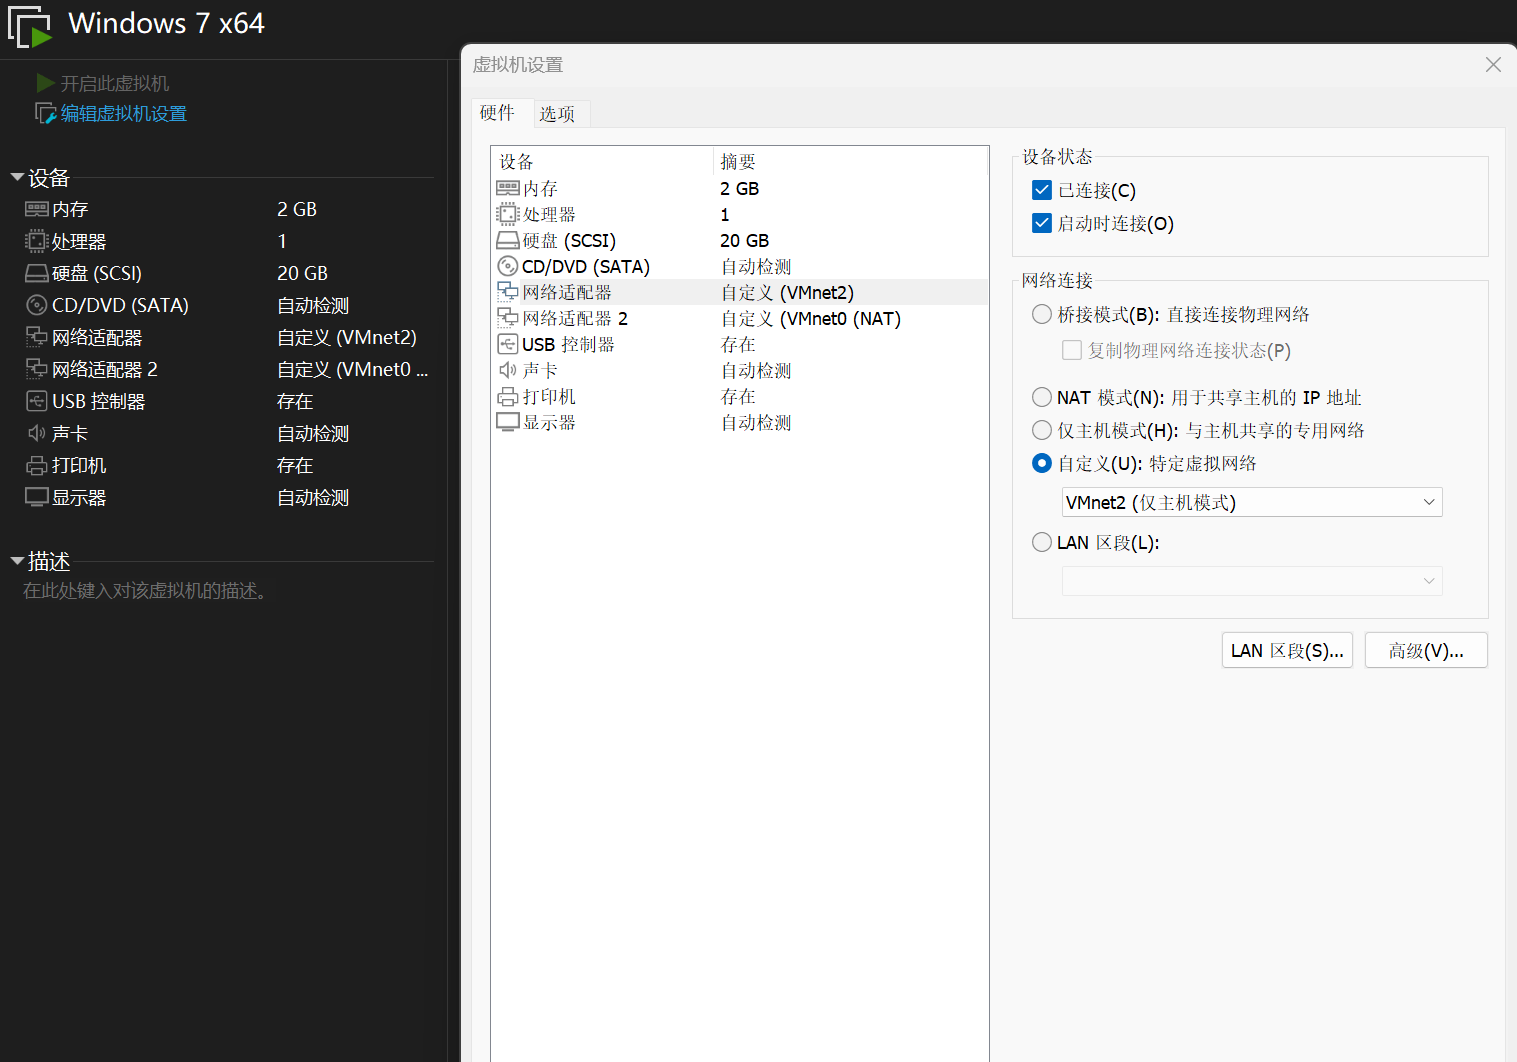 Windows 7 x64
开启此虚拟机
编辑虚拟机设置
设备
内存 2 GB
处理器 1
硬盘 (SCSI) 20 GB
CD/DVD (SATA) 自动检测
网络适配器 自定义 (VMnet2)
网络适配器 2 自定义 (VMnet0 ...
USB 控制器 存在
声卡 自动检测
打印机 存在
显示器 自动检测
描述
在此处键入对该虚拟机的描述。
虚拟机设置
硬件 选项
设备 摘要
内存 2 GB
处理器 1
硬盘 (SCSI) 20 GB
CD/DVD (SATA) 自动检测
网络适配器 自定义 (VMnet2)
网络适配器 2 自定义 (VMnet0 (NAT)
USB 控制器 存在
声卡 自动检测
打印机 存在
显示器 自动检测
设备状态
已连接(C)
启动时连接(O)
网络连接
桥接模式(B): 直接连接物理网络
复制物理网络连接状态(P)
NAT 模式(N): 用于共享主机的 IP 地址
仅主机模式(H): 与主机共享的专用网络
自定义(U): 特定虚拟网络
VMnet2 (仅主机模式)
LAN 区段(L):
LAN 区段(S)... 高级(V)...